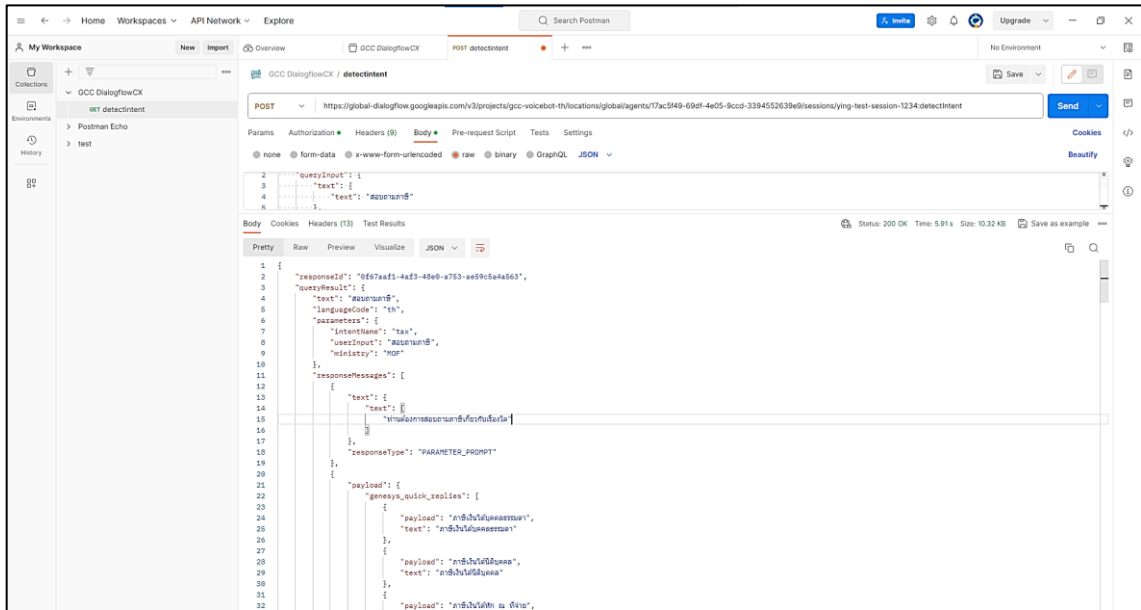 Home Workspaces API Network Explore Search Postman Invite Upgrade
My Workspace New Import Overview GCC DialogflowCX POST detectIntent No Environment
Collections
GCC DialogflowCX / detectintent Save
GCC DialogflowCX
GET detectintent
POST https://global-dialogflow.googleapis.com/v3/projects/gcc-voicebot-th/locations/global/agents/17ac5f49-69df-4e05-9ccd-3394552639e9/sessions/ying-test-session-1234:detectIntent Send
Environments
Postman Echo
Params Authorization Headers (9) Body Pre-request Script Tests Settings Cookies
History
test
none form-data x-www-form-urlencoded raw binary GraphQL JSON Beautify
2 "queryInput": {
3 "text": {
4 "text": "สอบถามภาษี"
Body Cookies Headers (13) Test Results Status: 200 OK Time: 5.91 s Size: 10.32 KB Save as example
Pretty Raw Preview Visualize JSON
1 {
2 "responseId": "0f67aaf1-4af3-48e0-a753-ae59c5a4a563",
3 "queryResult": {
4 "text": "สอบถามภาษี",
5 "languageCode": "th",
6 "parameters": {
7 "intentName": "tax",
8 "userInput": "สอบถามภาษี",
9 "ministry": "MOF"
10 },
11 "responseMessages": [
12 {
13 "text": {
14 "text": [
15 "ท่านต้องการสอบถามภาษีเกี่ยวกับเรื่องใด"
16 ]
17 },
18 "responseType": "PARAMETER_PROMPT"
19 },
20 {
21 "payload": {
22 "genesys_quick_replies": [
23 {
24 "payload": "ภาษีเงินได้บุคคลธรรมดา",
25 "text": "ภาษีเงินได้บุคคลธรรมดา"
26 },
27 {
28 "payload": "ภาษีเงินได้นิติบุคคล",
29 "text": "ภาษีเงินได้นิติบุคคล"
30 },
31 {
32 "payload": "ภาษีเงินได้หัก ณ ที่จ่าย",